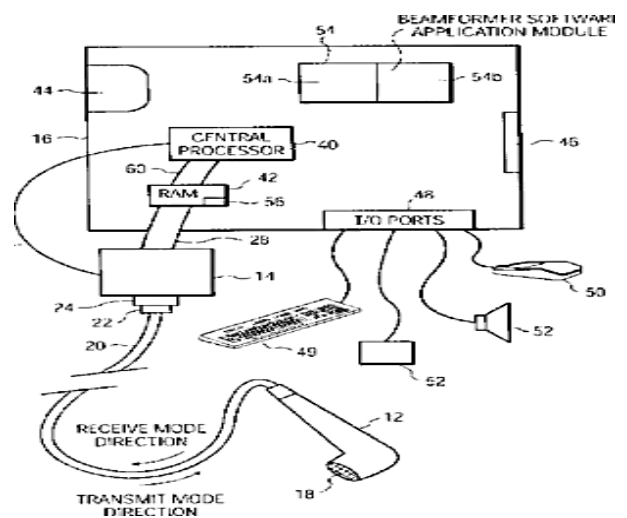 BEAMFORMER SOFTWARE
APPLICATION MODULE
54
54a
54b
44
16
46
CENTRAL
PROCESSOR
40
60
42
RAM
56
48
I/O PORTS
28
14
24
22
20
50
52
49
52
12
RECEIVE MODE
DIRECTION
18
TRANSMIT MODE
DIRECTION